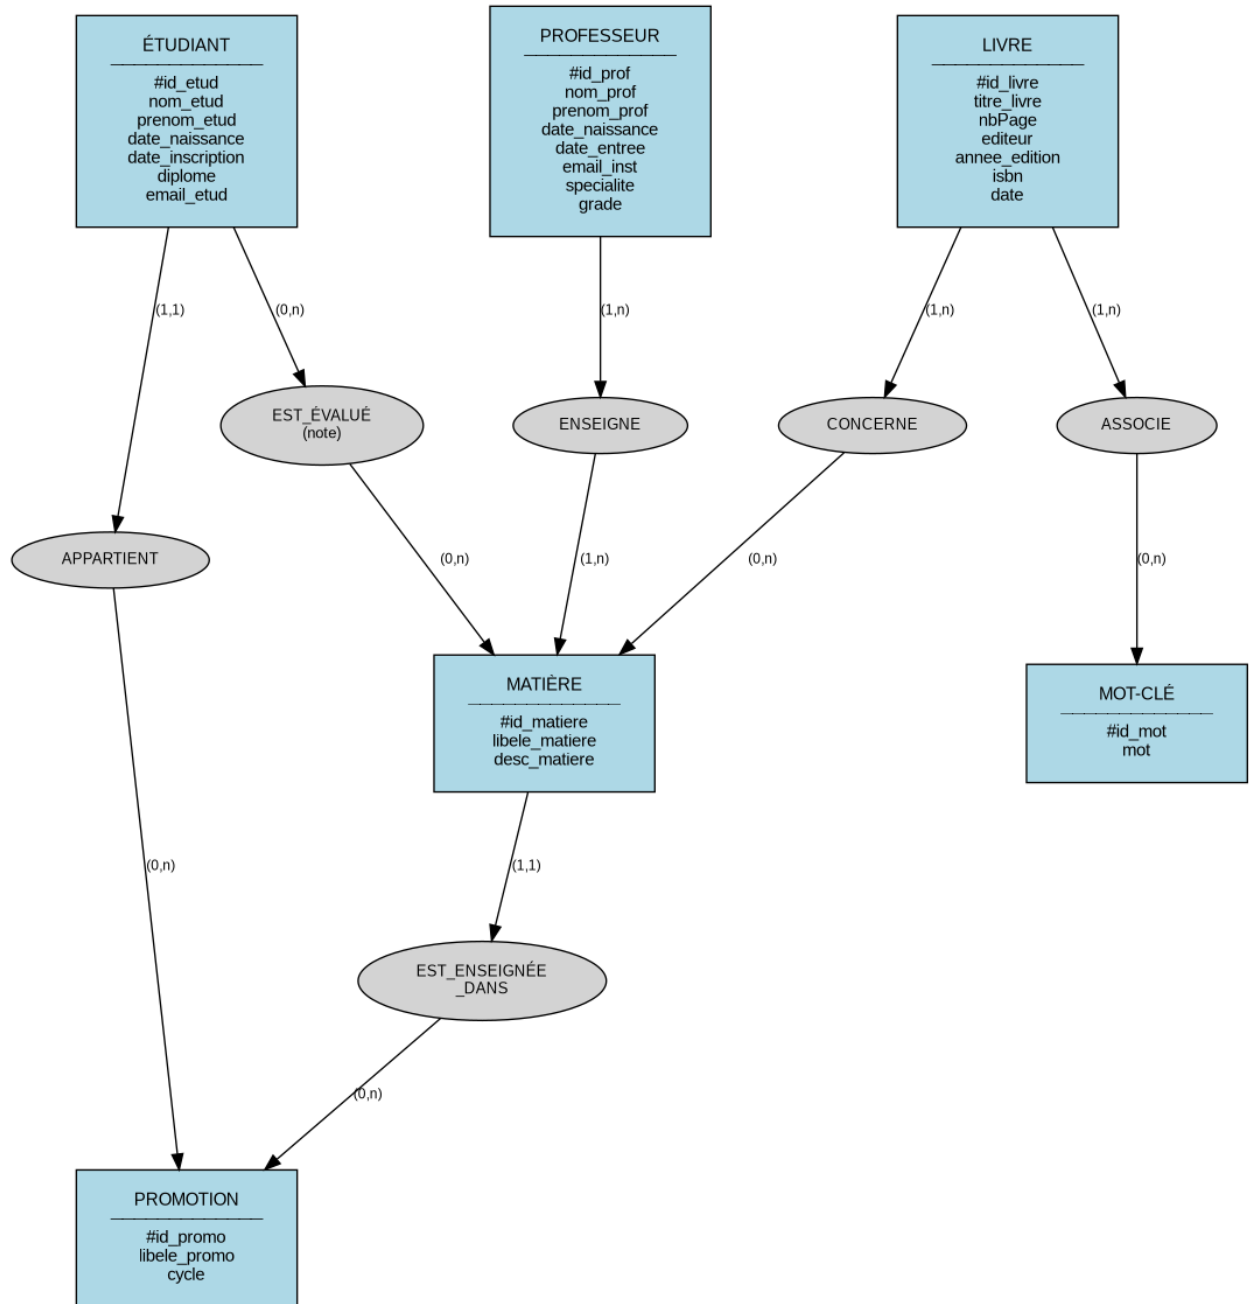 ÉTUDIANT
#id_etud
nom_etud
prenom_etud
date_naissance
date_inscription
diplome
email_etud
PROFESSEUR
#id_prof
nom_prof
prenom_prof
date_naissance
date_entree
email_inst
specialite
grade
LIVRE
#id_livre
titre_livre
nbPage
editeur
annee_edition
isbn
date
(1,1)
(0,n)
(1,n)
(1,n)
(1,n)
EST_ÉVALUÉ
(note)
ENSEIGNE
CONCERNE
ASSOCIE
APPARTIENT
(0,n)
(1,n)
(0,n)
(0,n)
MATIÈRE
#id_matiere
libele_matiere
desc_matiere
MOT-CLÉ
#id_mot
mot
(0,n)
(1,1)
EST_ENSEIGNÉE
_DANS
(0,n)
PROMOTION
#id_promo
libele_promo
cycle